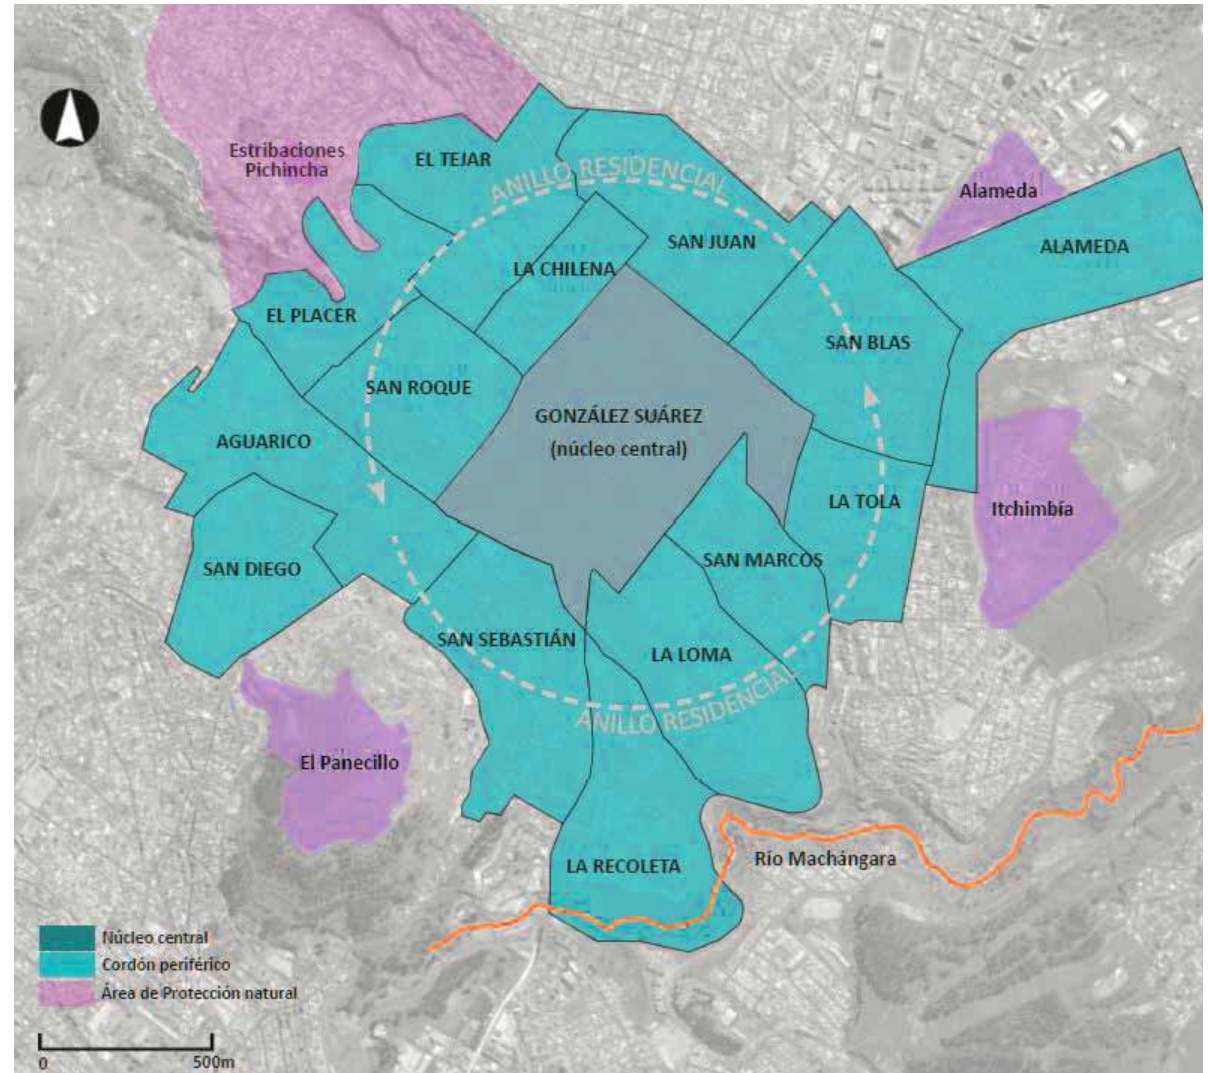 Estribaciones
Pichincha
EL TEJAR
ANILLO RESIDENCIAL
Alameda
SAN JUAN
ALAMEDA
LA CHILENA
EL PLACER
SAN BLAS
SAN ROQUE
GONZÁLEZ SUÁREZ
(núcleo central)
AGUARICO
LA TOLA
Itchimbía
SAN MARCOS
SAN DIEGO
SAN SEBASTIÁN
LA LOMA
ANILLO RESIDENCIAL
El Panecillo
Río Machángara
LA RECOLETA
Núcleo central
Cordón periférico
Área de Protección natural
0 500m